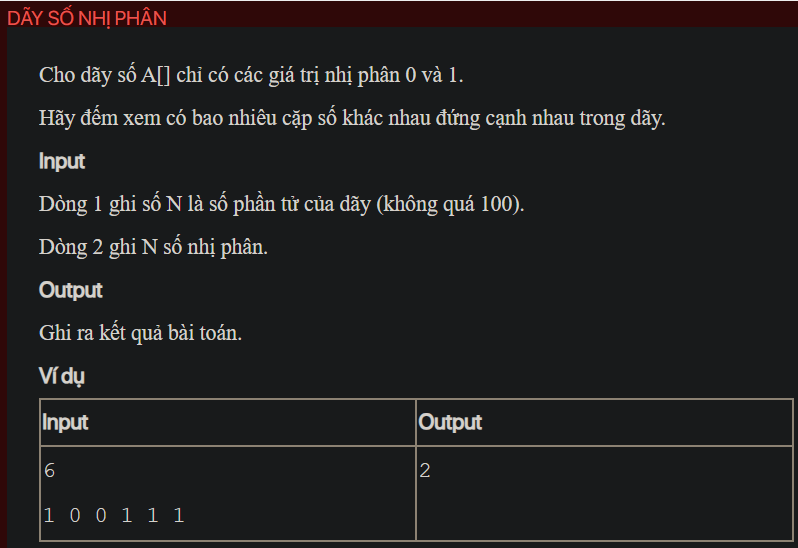 DÃY SỐ NHỊ PHÂN
Cho dãy số A[] chỉ có các giá trị nhị phân 0 và 1.
Hãy đếm xem có bao nhiêu cặp số khác nhau đứng cạnh nhau trong dãy.
Input
Dòng 1 ghi số N là số phần tử của dãy (không quá 100).
Dòng 2 ghi N số nhị phân.
Output
Ghi ra kết quả bài toán.
Ví dụ
Input Output
6 2
1 0 0 1 1 1